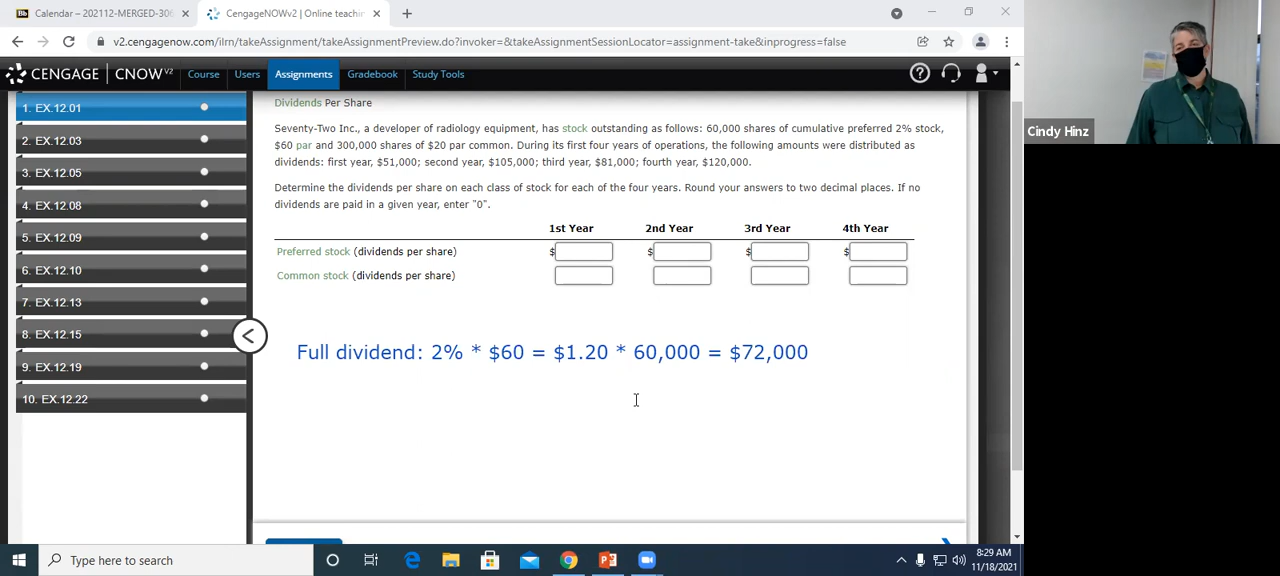 Calendar – 202112-MERGED-306
CengageNOWv2 | Online teachin
v2.cengagenow.com/ilrn/takeAssignment/takeAssignmentPreview.do?invoker=&takeAssignmentSessionLocator=assignment-take&inprogress=false
CENGAGE | CNOWV2 Course Users Assignments Gradebook Study Tools
1. EX.12.01
2. EX.12.03
3. EX.12.05
4. EX.12.08
5. EX.12.09
6. EX.12.10
7. EX.12.13
8. EX.12.15
9. EX.12.19
10. EX.12.22
Dividends Per Share
Seventy-Two Inc., a developer of radiology equipment, has stock outstanding as follows: 60,000 shares of cumulative preferred 2% stock,
$60 par and 300,000 shares of $20 par common. During its first four years of operations, the following amounts were distributed as
dividends: first year, $51,000; second year, $105,000; third year, $81,000; fourth year, $120,000.
Determine the dividends per share on each class of stock for each of the four years. Round your answers to two decimal places. If no
dividends are paid in a given year, enter "0".
1st Year 2nd Year 3rd Year 4th Year
Preferred stock (dividends per share) $ $ $ $
Common stock (dividends per share)
Full dividend: 2% * $60 = $1.20 * 60,000 = $72,000
Cindy Hinz
Type here to search
8:29 AM
11/18/2021